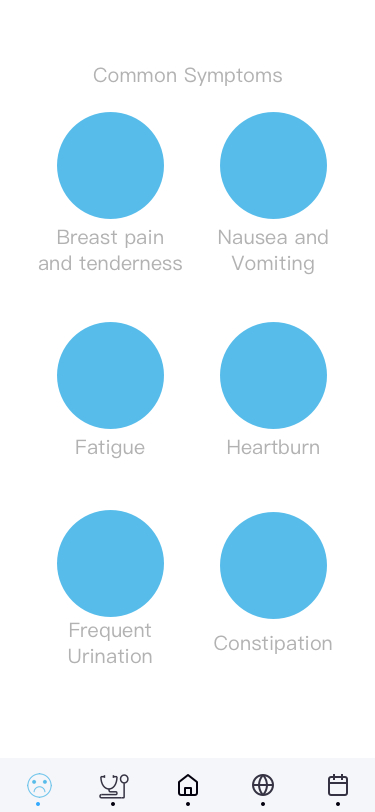 Common Symptoms
Breast pain
and tenderness
Nausea and
Vomiting
Fatigue
Heartburn
Frequent
Urination
Constipation